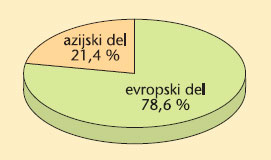 azijski del
21,4 %
evropski del
78,6 %